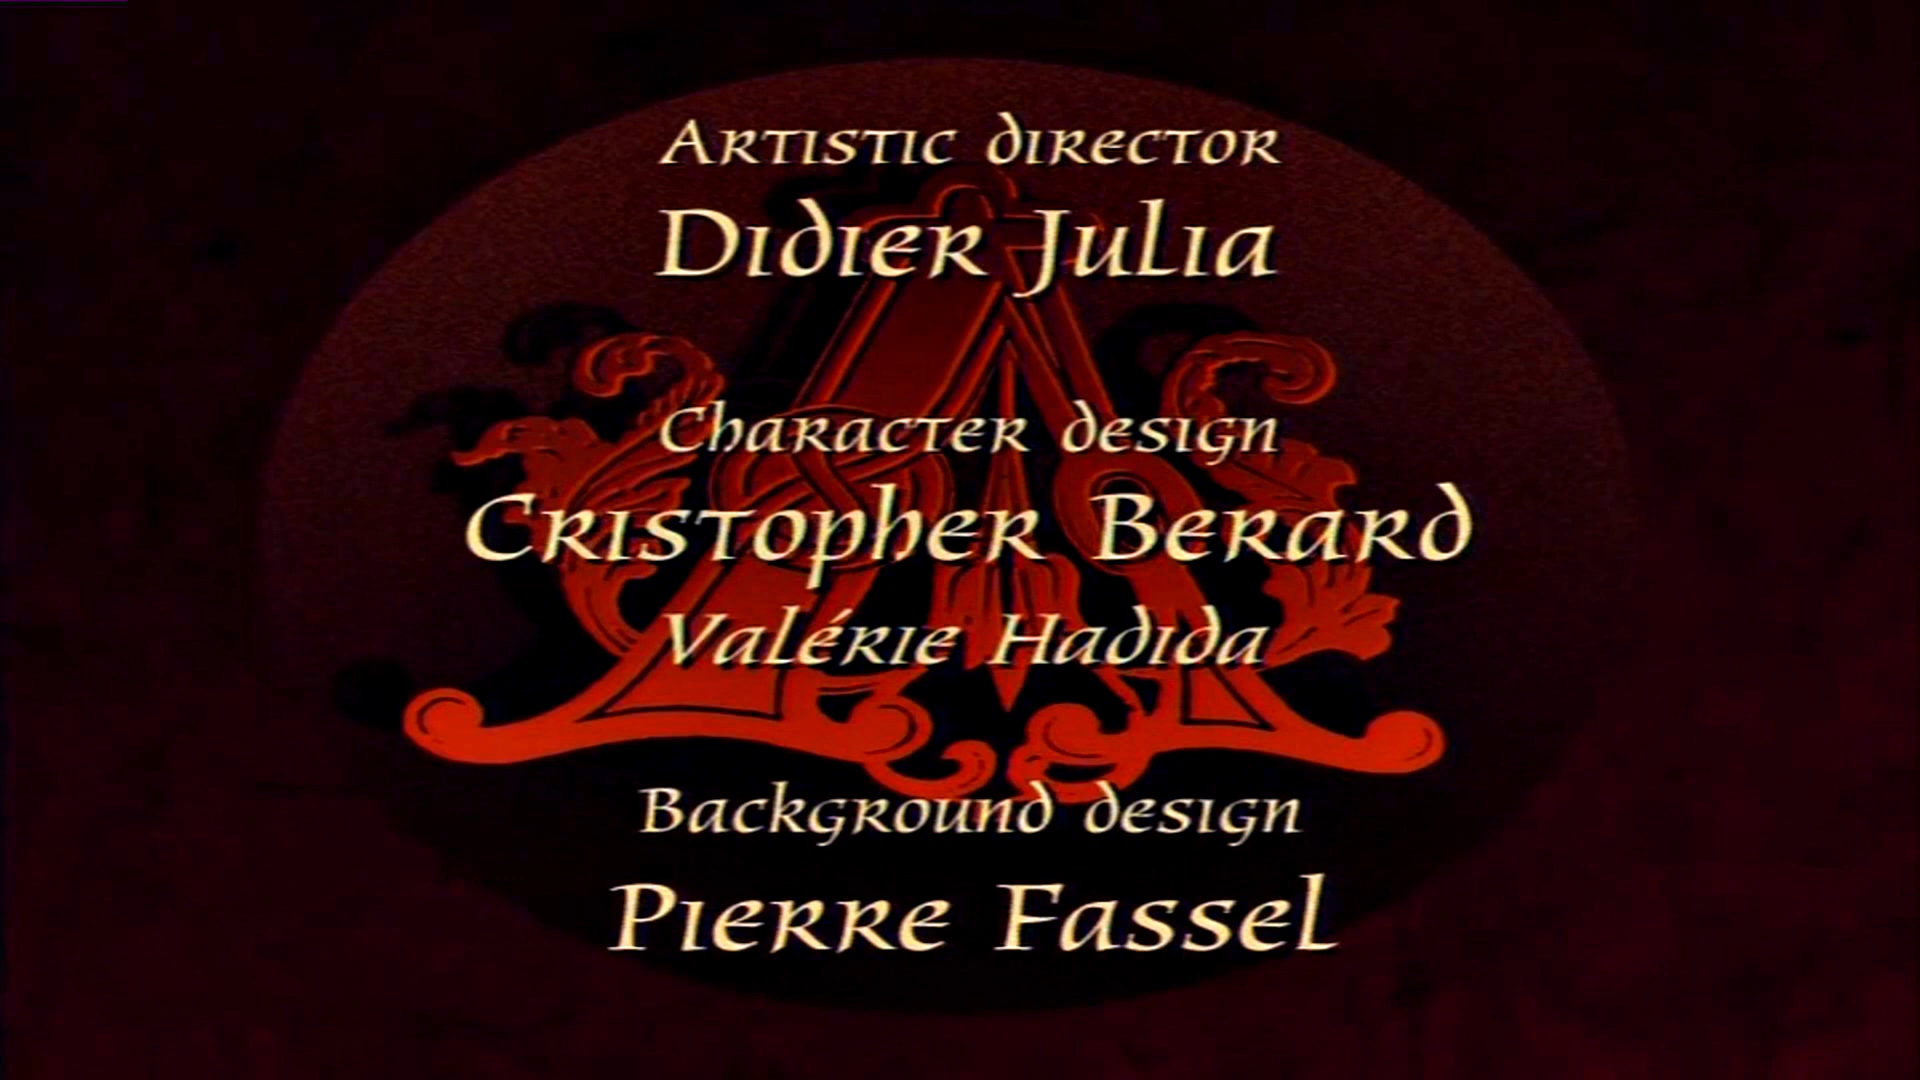 Artistic director
Didier Julia
Character design
Cristopher Berard
Valérie Hadida
Background design
Pierre Fassel